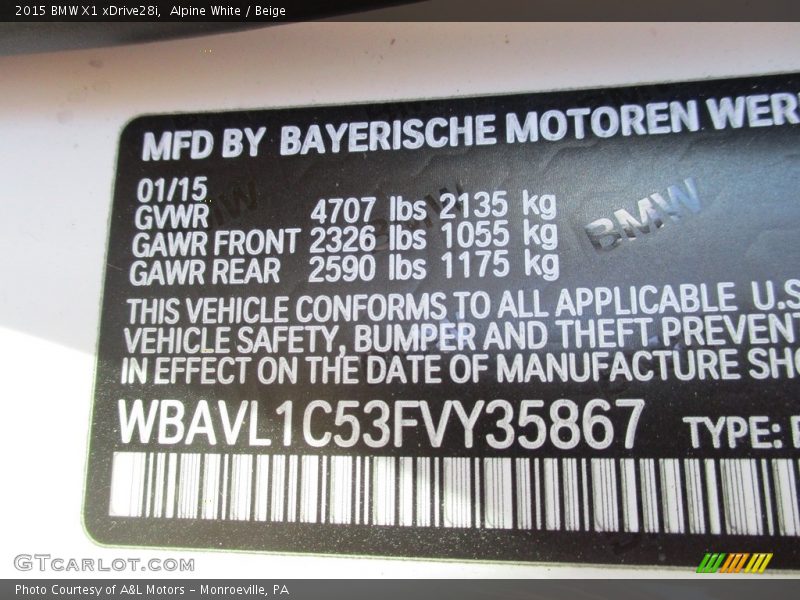 2015 BMW X1 xDrive28i, Alpine White / Beige
MFD BY BAYERISCHE MOTOREN WER
01/15
GVWR 4707 lbs 2135 kg
GAWR FRONT 2326 lbs 1055 kg
GAWR REAR 2590 lbs 1175 kg
BMW
THIS VEHICLE CONFORMS TO ALL APPLICABLE U.S
VEHICLE SAFETY, BUMPER AND THEFT PREVENT
IN EFFECT ON THE DATE OF MANUFACTURE SHO
WBAVL1C53FVY35867 TYPE:
GTCARLOT.COM
Photo Courtesy of A&L Motors – Monroeville, PA